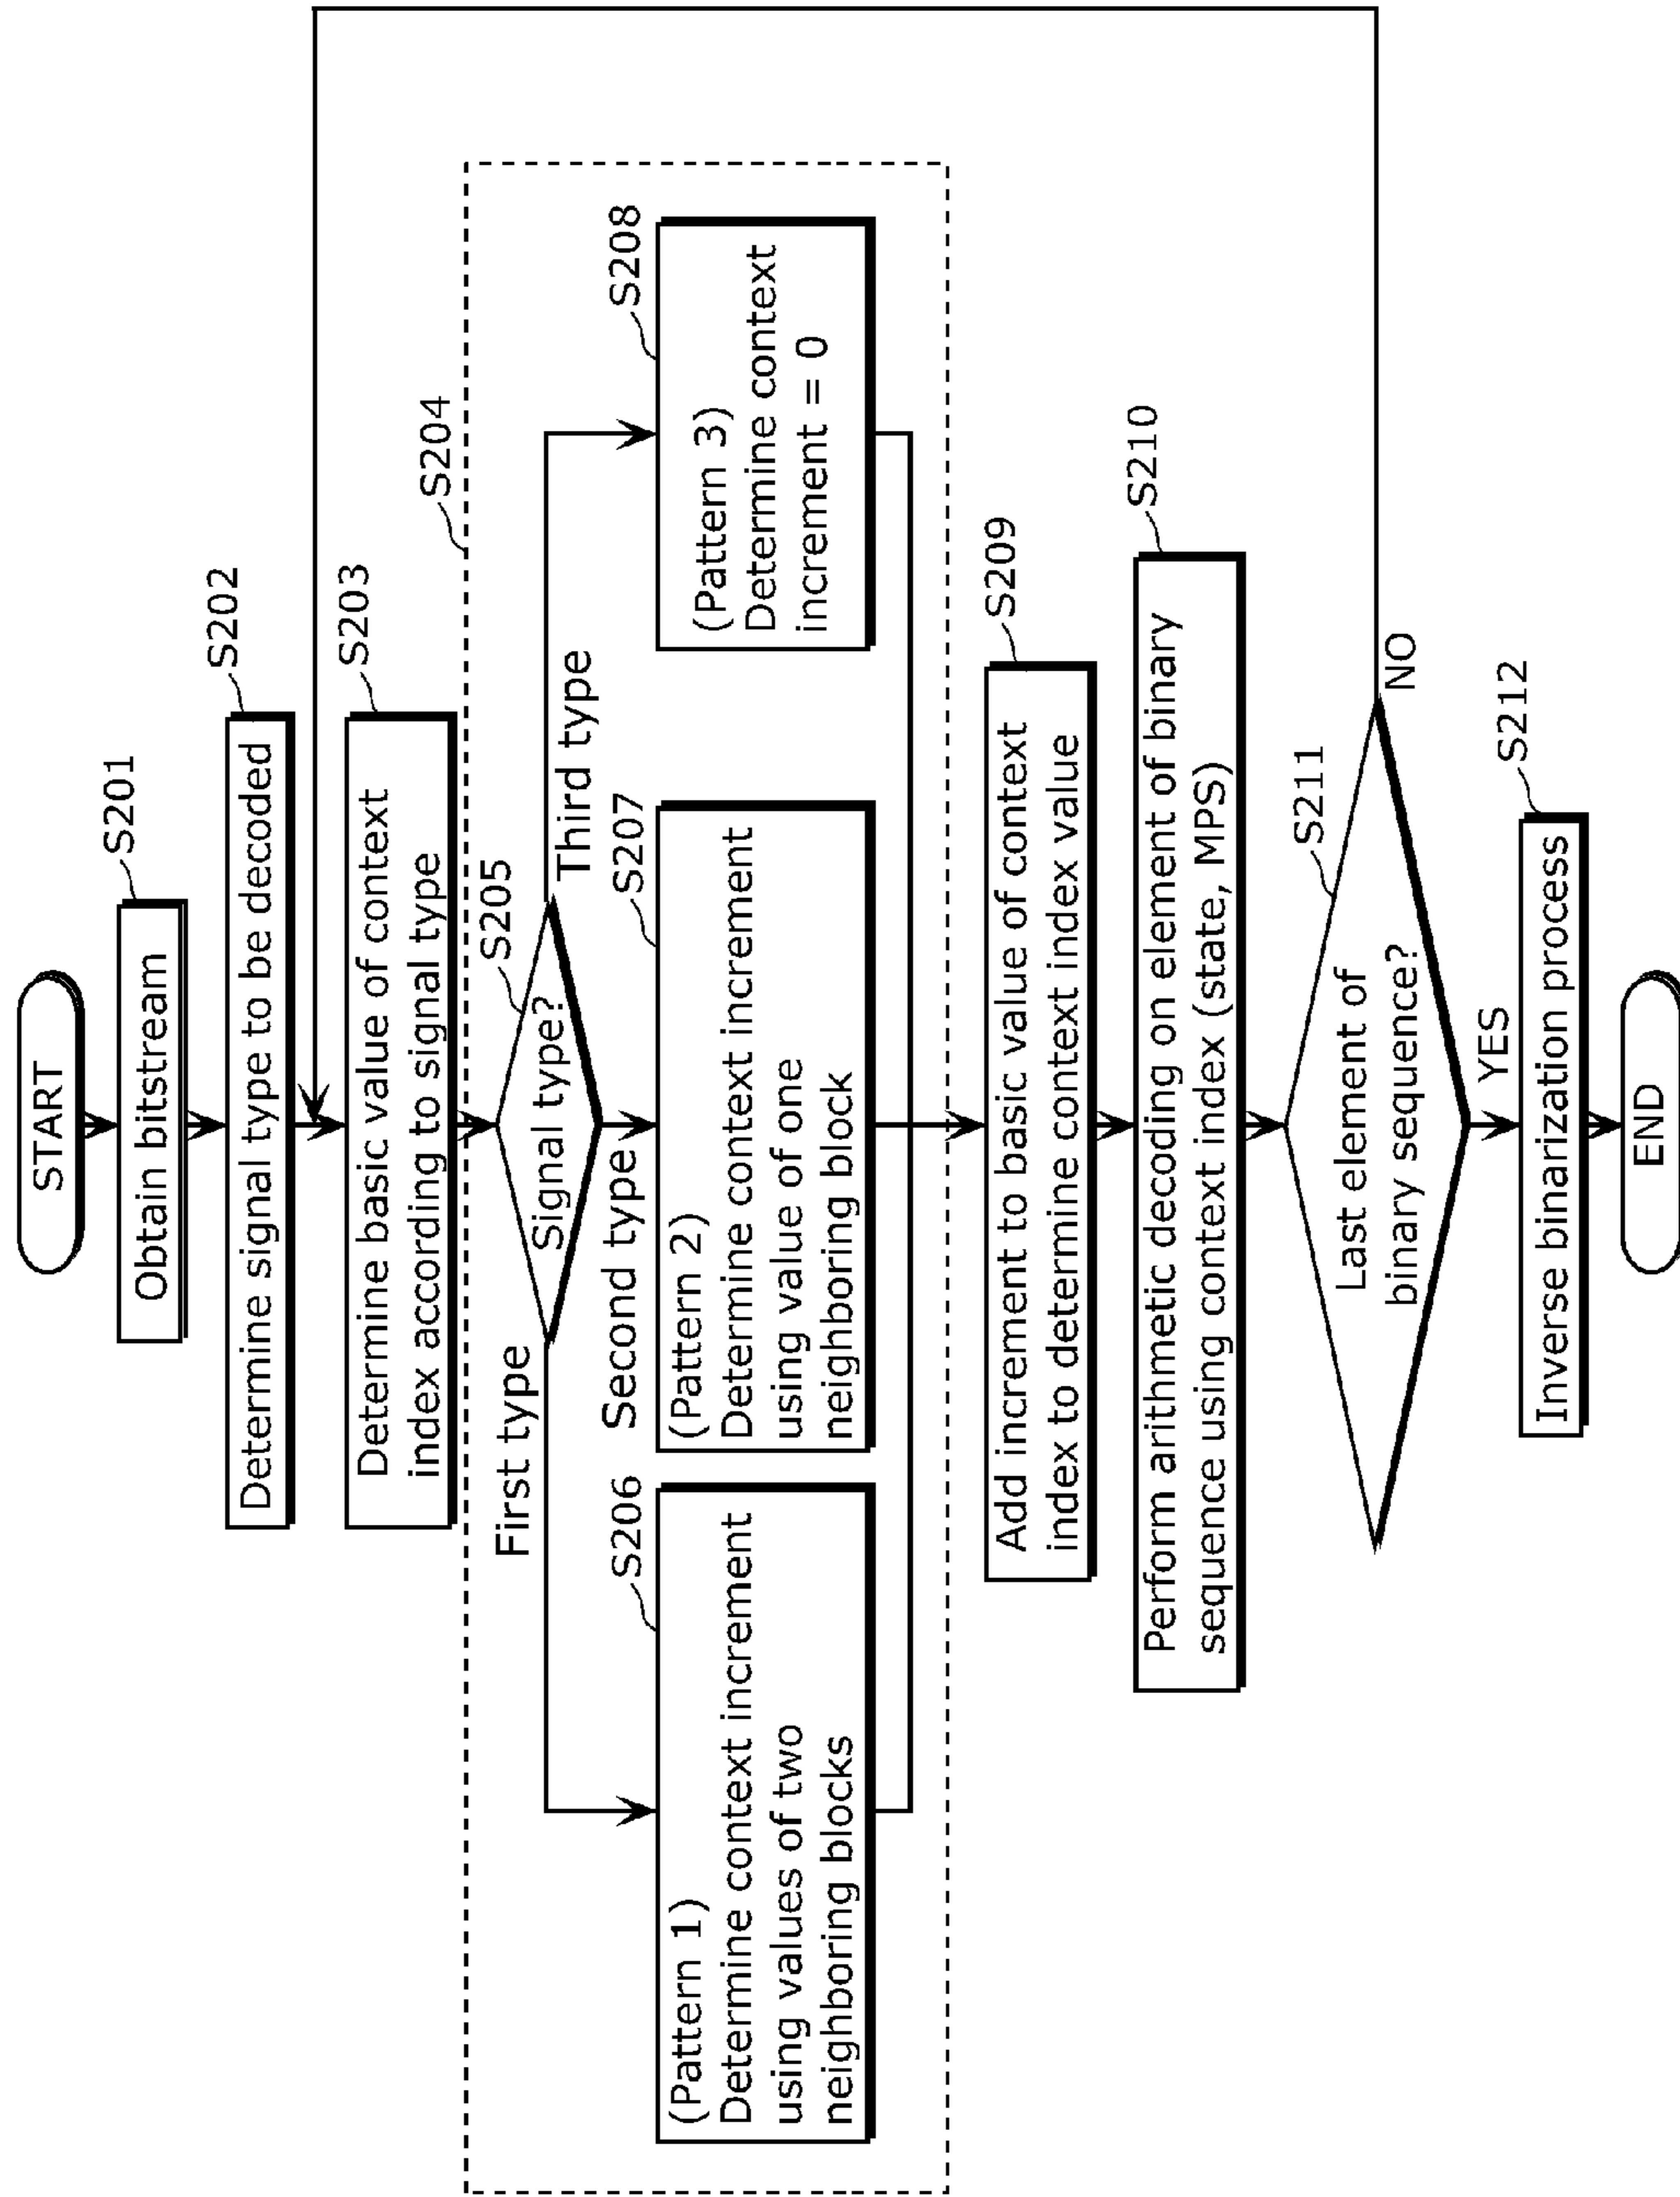 START
S201
Obtain bitstream
S202
Determine signal type to be decoded
S203
Determine basic value of context
index according to signal type
S204
S205
Signal type?
First type
Second type
Third type
S206
(Pattern 1)
Determine context increment
using values of two
neighboring blocks
S207
(Pattern 2)
Determine context increment
using value of one
neighboring block
S208
(Pattern 3)
Determine context
increment = 0
S209
Add increment to basic value of context
index to determine context index value
S210
Perform arithmetic decoding on element of binary
sequence using context index (state, MPS)
S211
Last element of
binary sequence?
NO
YES
S212
Inverse binarization process
END